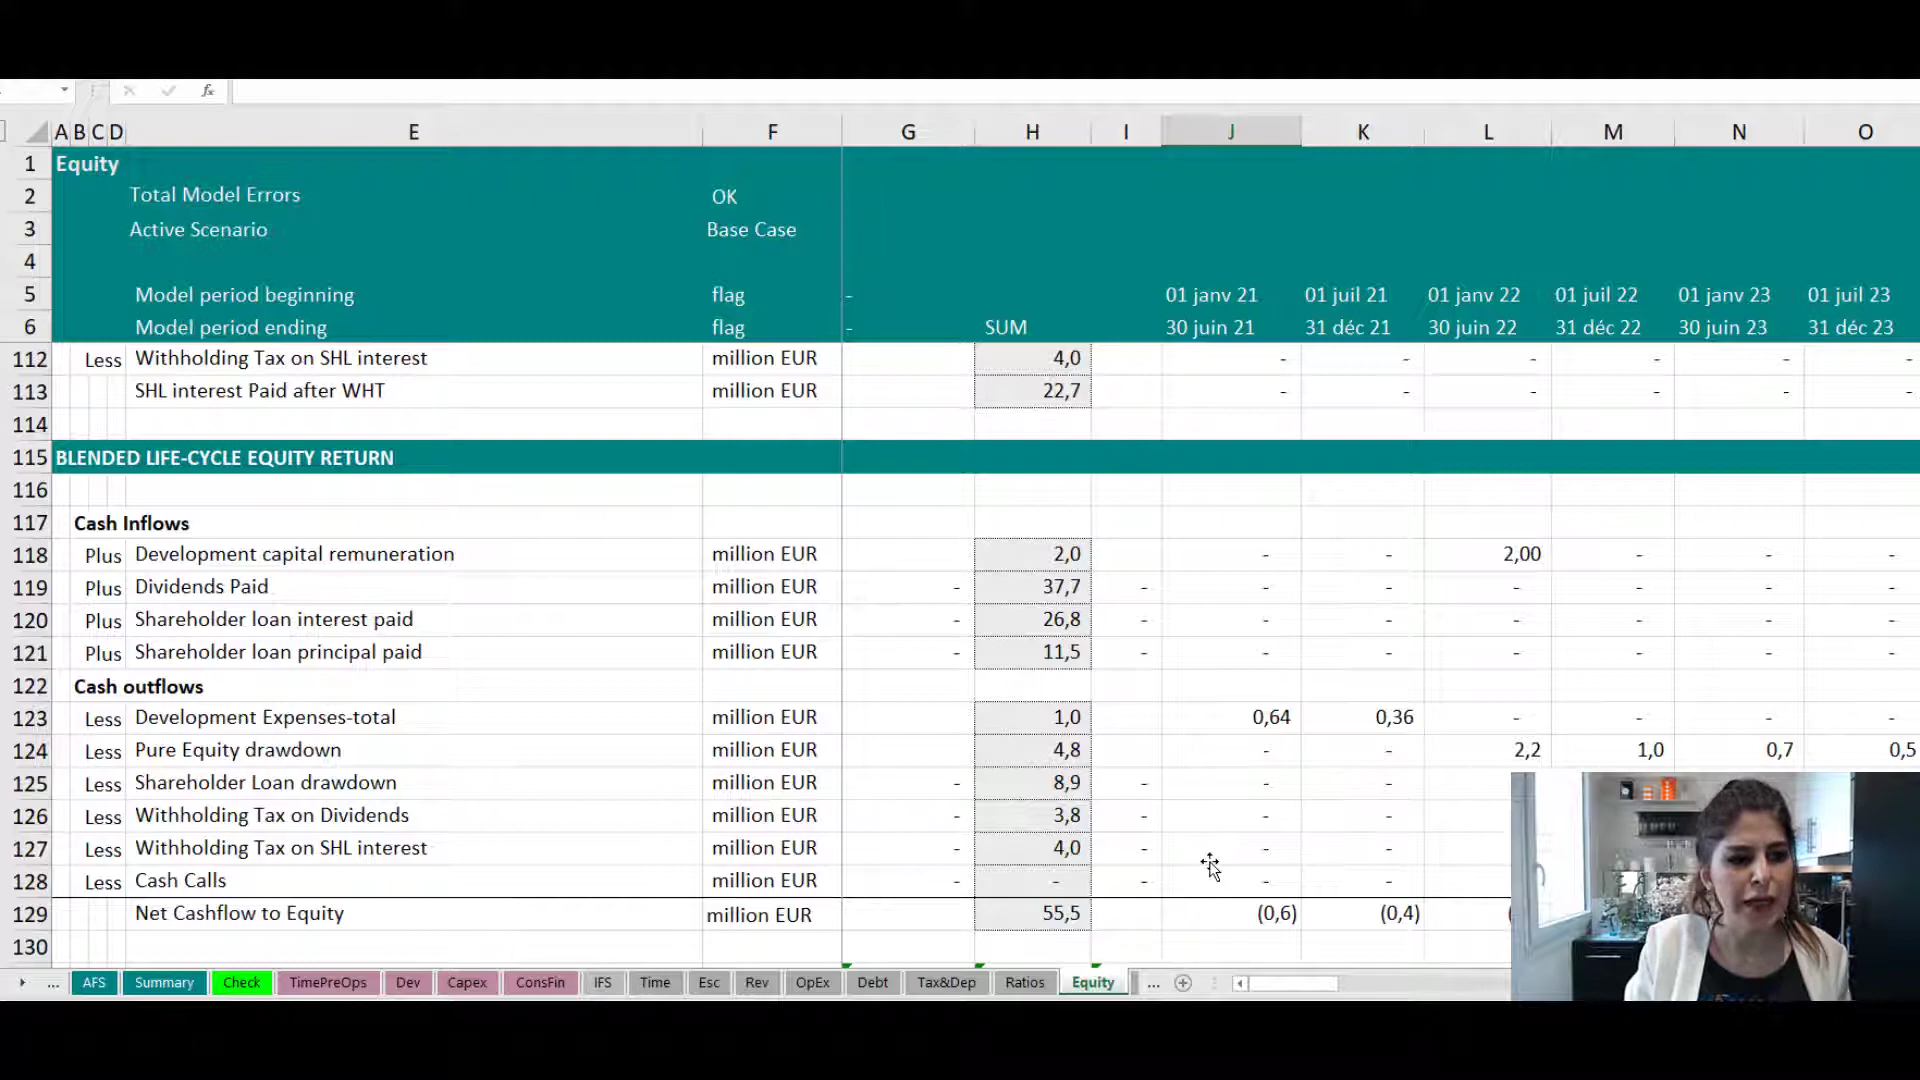 fx
A B C D E F G H I J K L M N O
1 Equity
2 Total Model Errors OK
3 Active Scenario Base Case
4
5 Model period beginning flag - 01 janv 21 01 juil 21 01 janv 22 01 juil 22 01 janv 23 01 juil 23
6 Model period ending flag - SUM 30 juin 21 31 déc 21 30 juin 22 31 déc 22 30 juin 23 31 déc 23
112 Less Withholding Tax on SHL interest million EUR 4,0 - - - - - -
113 SHL interest Paid after WHT million EUR 22,7 - - - - - -
114
115 BLENDED LIFE-CYCLE EQUITY RETURN
116
117 Cash Inflows
118 Plus Development capital remuneration million EUR 2,0 - - 2,00 - - -
119 Plus Dividends Paid million EUR - 37,7 - - - - - - -
120 Plus Shareholder loan interest paid million EUR - 26,8 - - - - - - -
121 Plus Shareholder loan principal paid million EUR - 11,5 - - - - - - -
122 Cash outflows
123 Less Development Expenses-total million EUR 1,0 0,64 0,36 - - - -
124 Less Pure Equity drawdown million EUR 4,8 - - 2,2 1,0 0,7 0,5
125 Less Shareholder Loan drawdown million EUR - 8,9 - - -
126 Less Withholding Tax on Dividends million EUR - 3,8 - - -
127 Less Withholding Tax on SHL interest million EUR - 4,0 - - -
128 Less Cash Calls million EUR - - - - -
129 Net Cashflow to Equity million EUR 55,5 (0,6) (0,4) (
130
... AFS Summary Check TimePreOps Dev Capex ConsFin IFS Time Esc Rev OpEx Debt Tax&Dep Ratios Equity ...